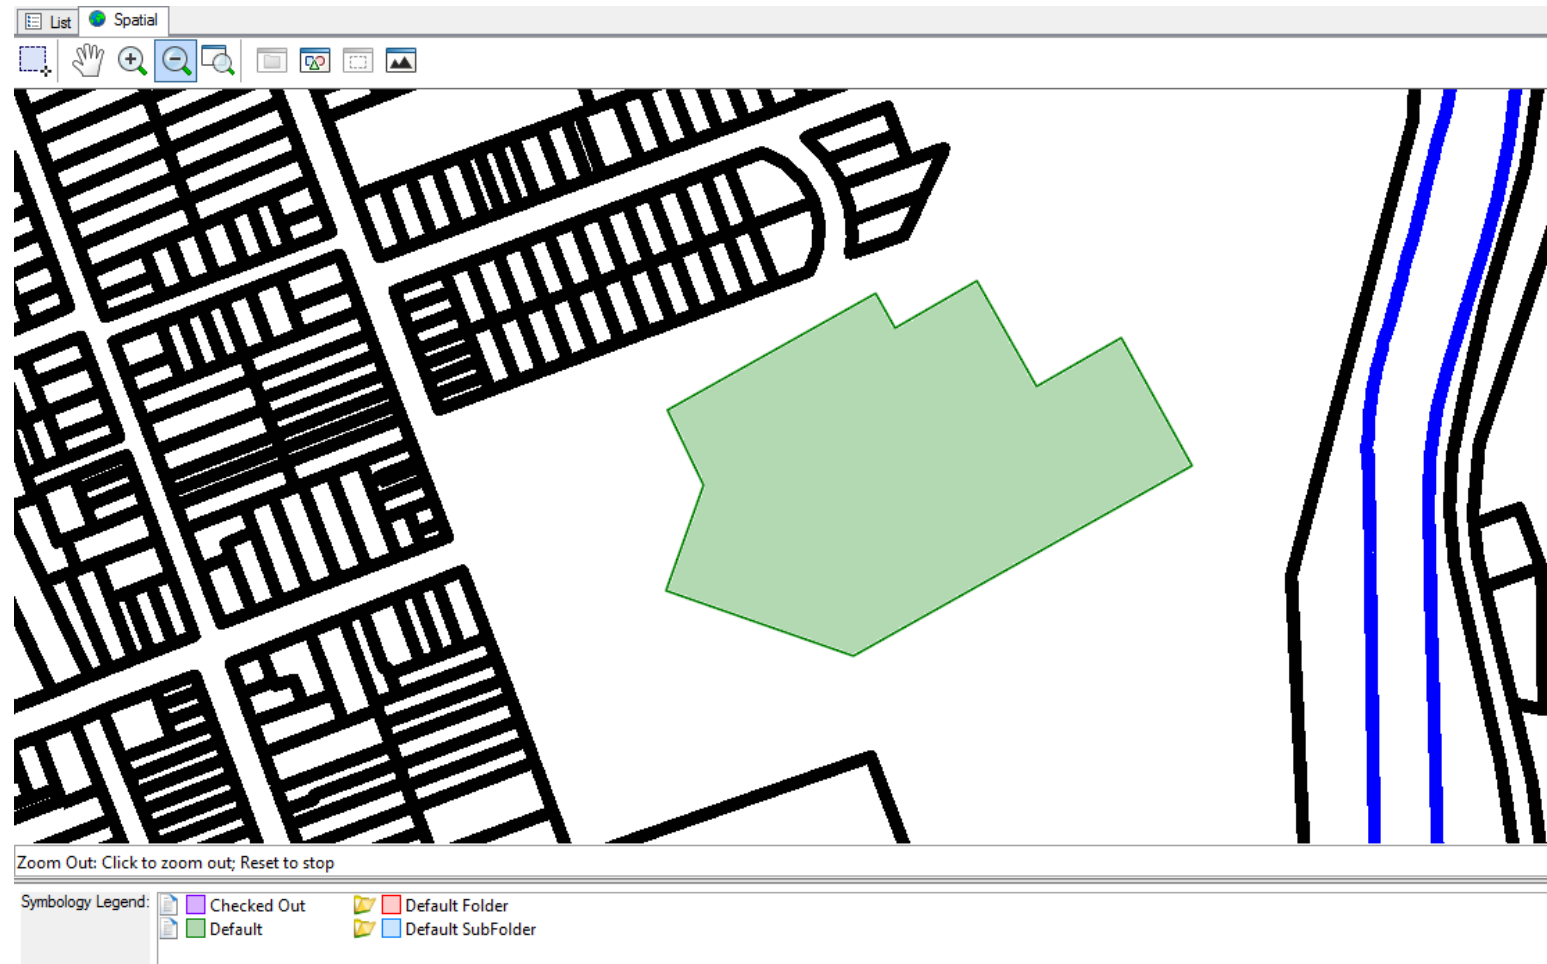 List Spatial
Zoom Out: Click to zoom out; Reset to stop
Symbology Legend: Checked Out Default Folder
Default Default SubFolder